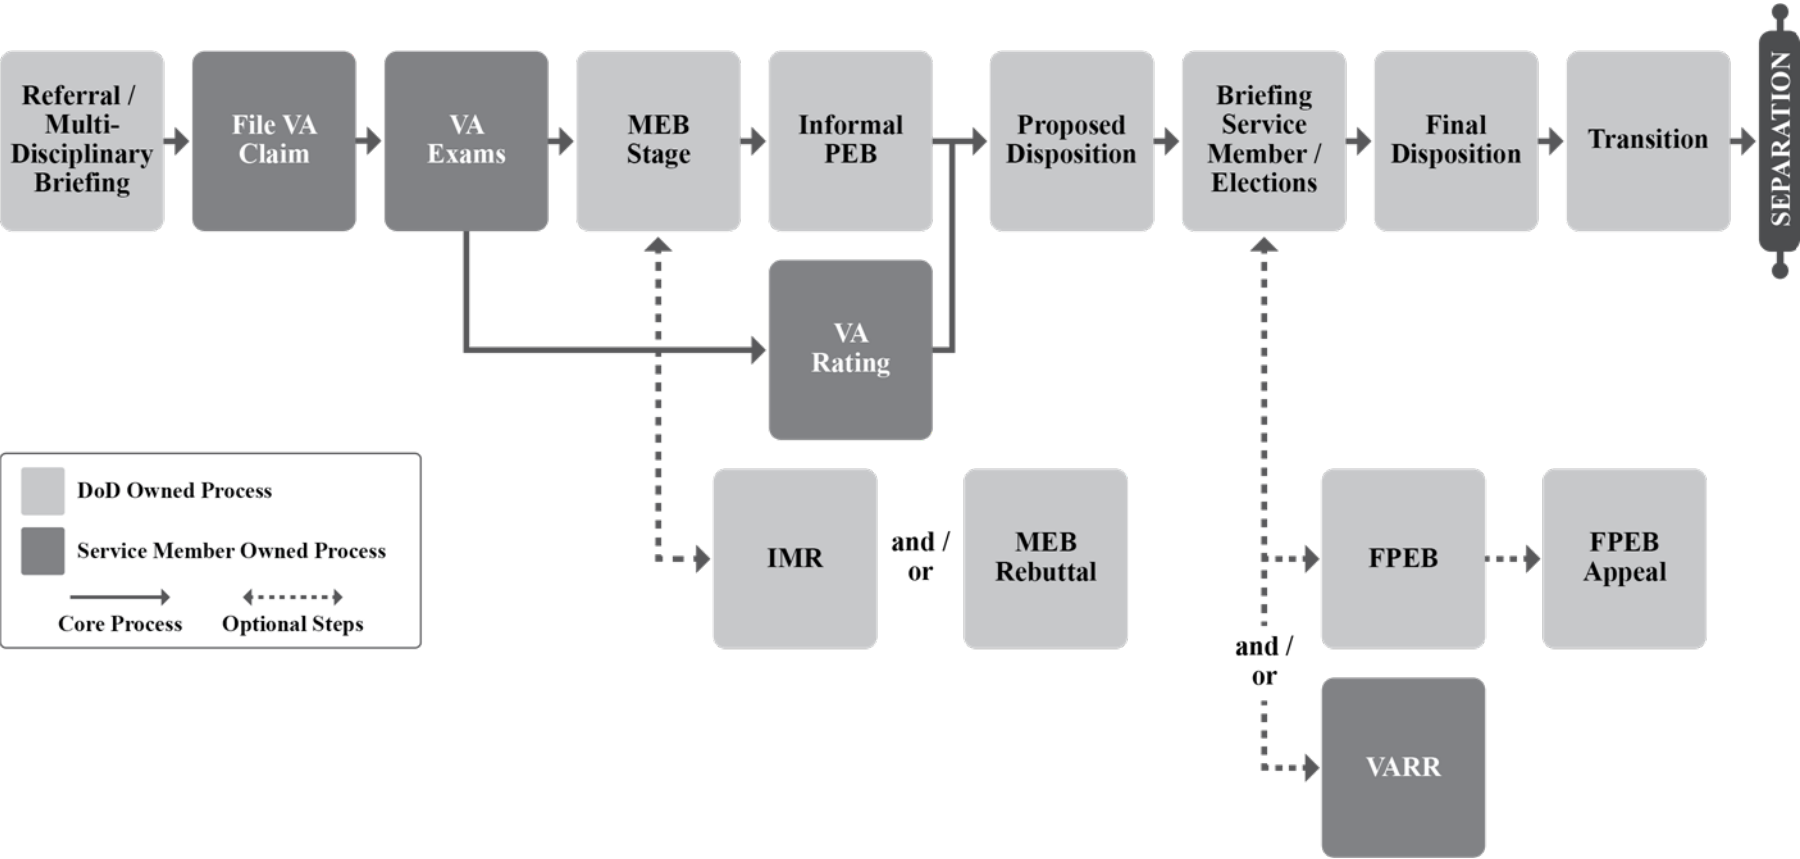 Referral /
Multi-
Disciplinary
Briefing
File VA
Claim
VA
Exams
MEB
Stage
Informal
PEB
Proposed
Disposition
Briefing
Service
Member /
Elections
Final
Disposition
Transition
SEPARATION
VA
Rating
DoD Owned Process
Service Member Owned Process
Core Process
Optional Steps
IMR
and /
or
MEB
Rebuttal
FPEB
FPEB
Appeal
and /
or
VARR